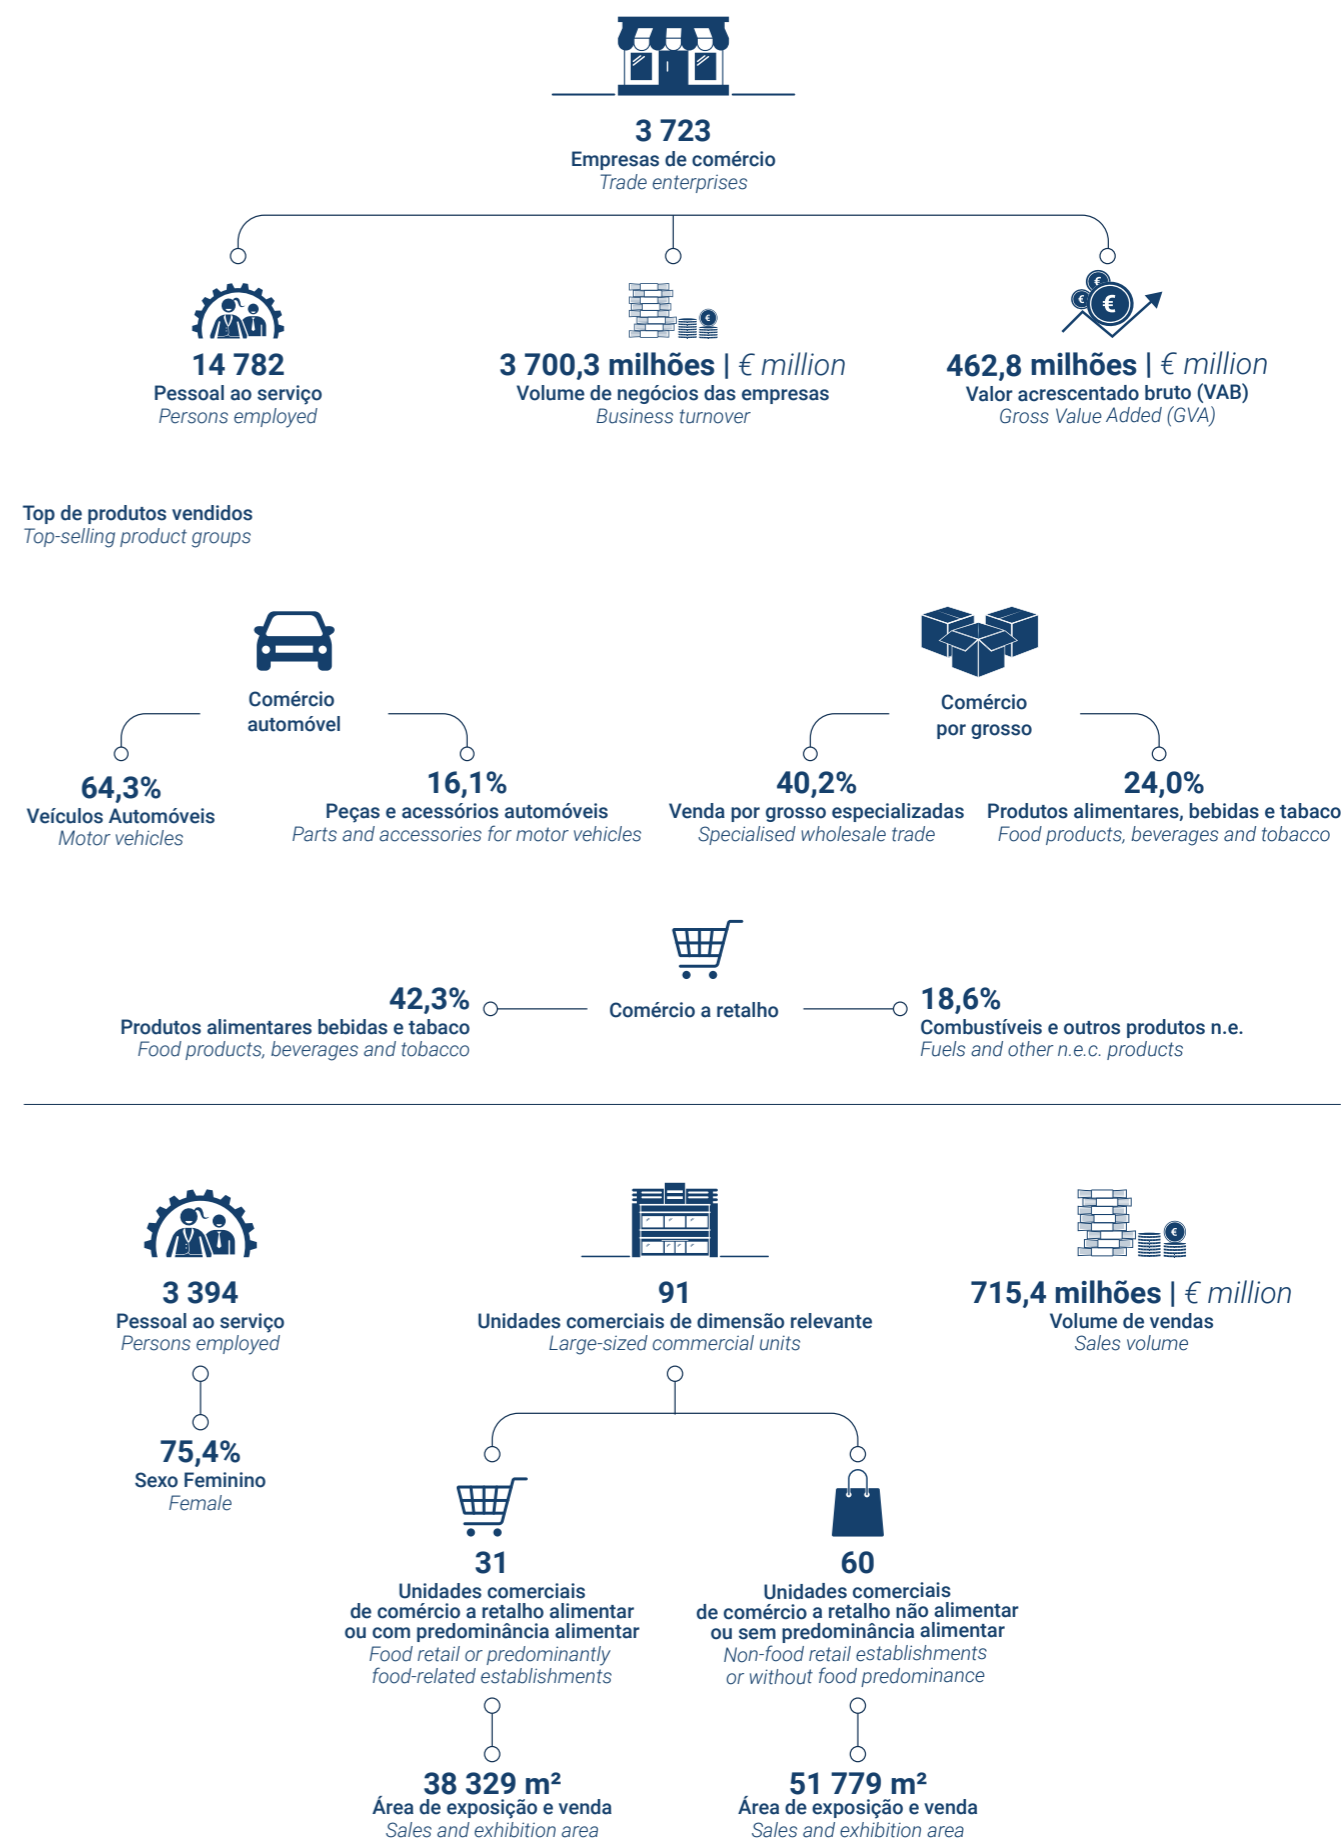 3 723
Empresas de comércio
Trade enterprises
14 782
Pessoal ao serviço
Persons employed
3 700,3 milhões | € million
Volume de negócios das empresas
Business turnover
462,8 milhões | € million
Valor acrescentado bruto (VAB)
Gross Value Added (GVA)
Top de produtos vendidos
Top-selling product groups
Comércio
automóvel
64,3%
Veículos Automóveis
Motor vehicles
16,1%
Peças e acessórios automóveis
Parts and accessories for motor vehicles
Comércio
por grosso
40,2%
Venda por grosso especializadas
Specialised wholesale trade
24,0%
Produtos alimentares, bebidas e tabaco
Food products, beverages and tobacco
Comércio a retalho
42,3%
Produtos alimentares bebidas e tabaco
Food products, beverages and tobacco
18,6%
Combustíveis e outros produtos n.e.
Fuels and other n.e.c. products
3 394
Pessoal ao serviço
Persons employed
75,4%
Sexo Feminino
Female
91
Unidades comerciais de dimensão relevante
Large-sized commercial units
715,4 milhões | € million
Volume de vendas
Sales volume
31
Unidades comerciais
de comércio a retalho alimentar
ou com predominância alimentar
Food retail or predominantly
food-related establishments
38 329 m²
Área de exposição e venda
Sales and exhibition area
60
Unidades comerciais
de comércio a retalho não alimentar
ou sem predominância alimentar
Non-food retail establishments
or without food predominance
51 779 m²
Área de exposição e venda
Sales and exhibition area